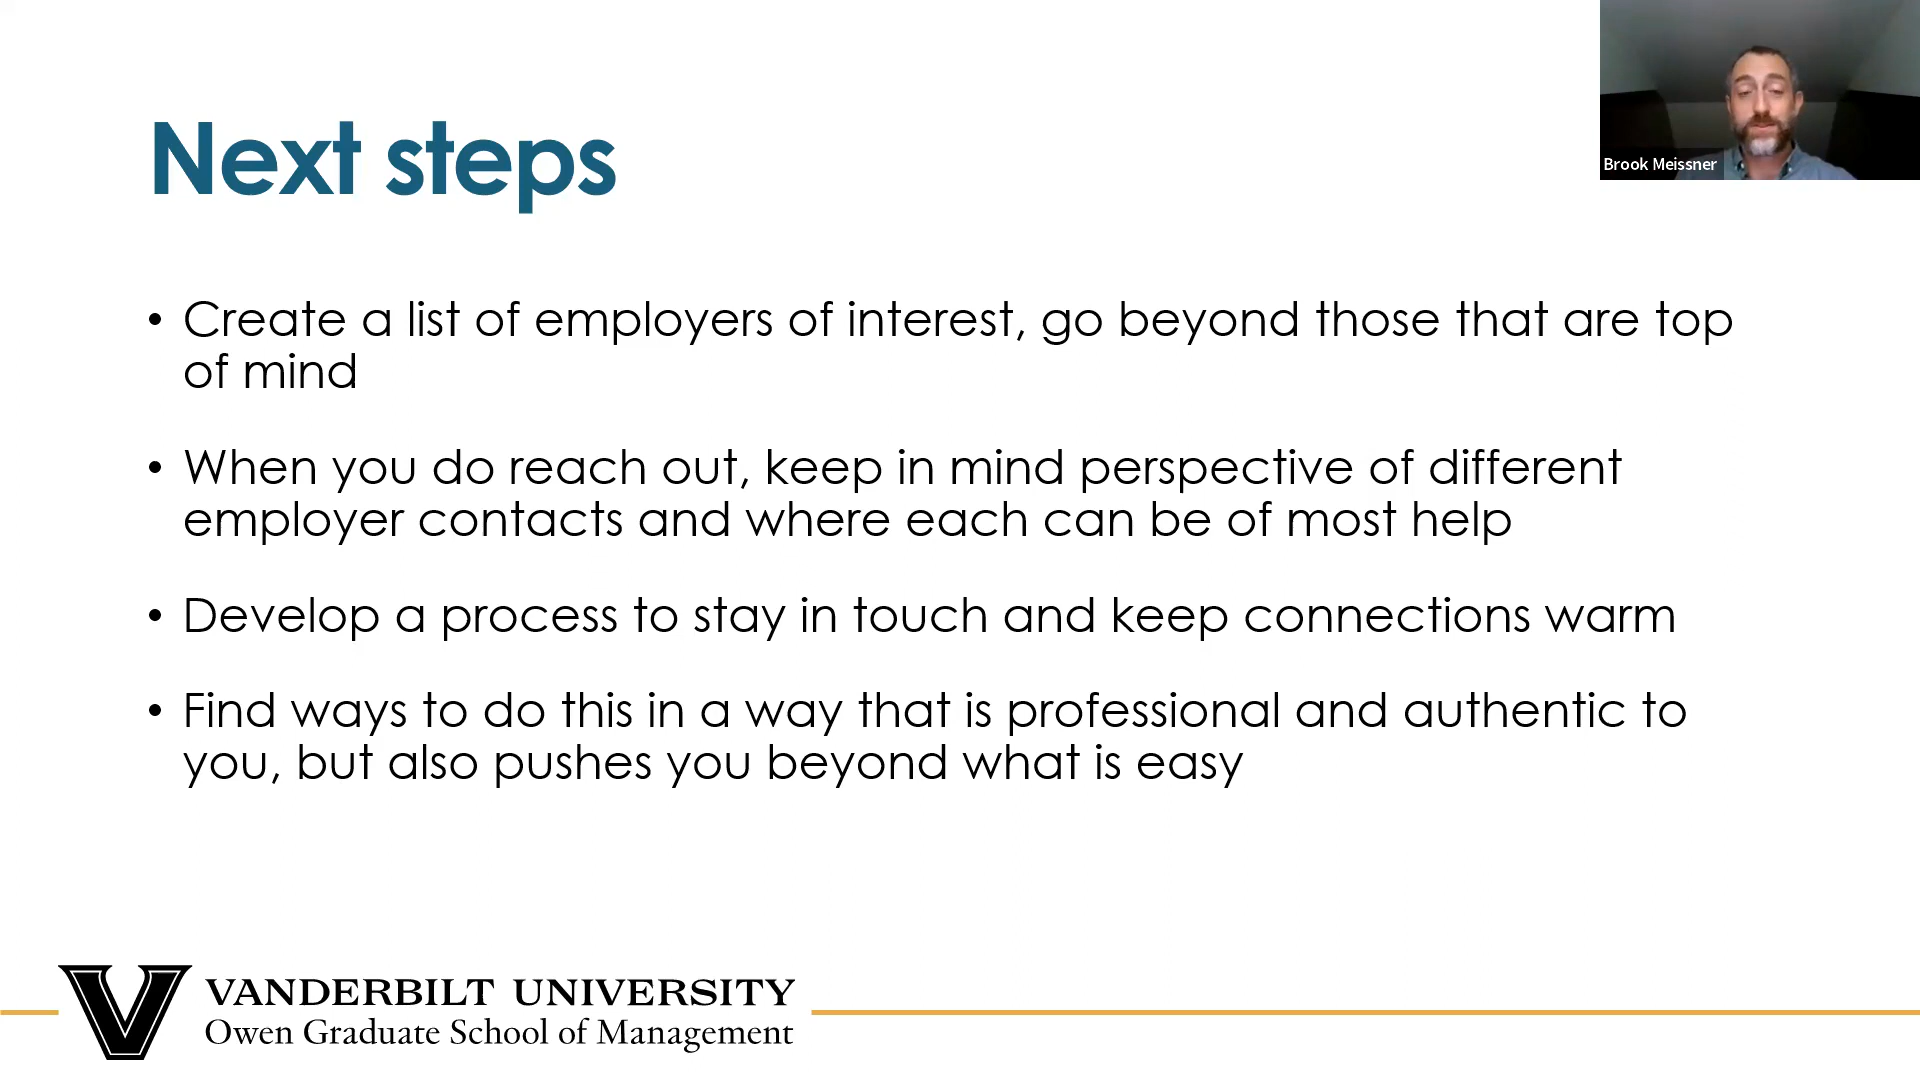 Next steps
Brook Meissner
• Create a list of employers of interest, go beyond those that are top
of mind
• When you do reach out, keep in mind perspective of different
employer contacts and where each can be of most help
• Develop a process to stay in touch and keep connections warm
• Find ways to do this in a way that is professional and authentic to
you, but also pushes you beyond what is easy
V
VANDERBILT UNIVERSITY
Owen Graduate School of Management